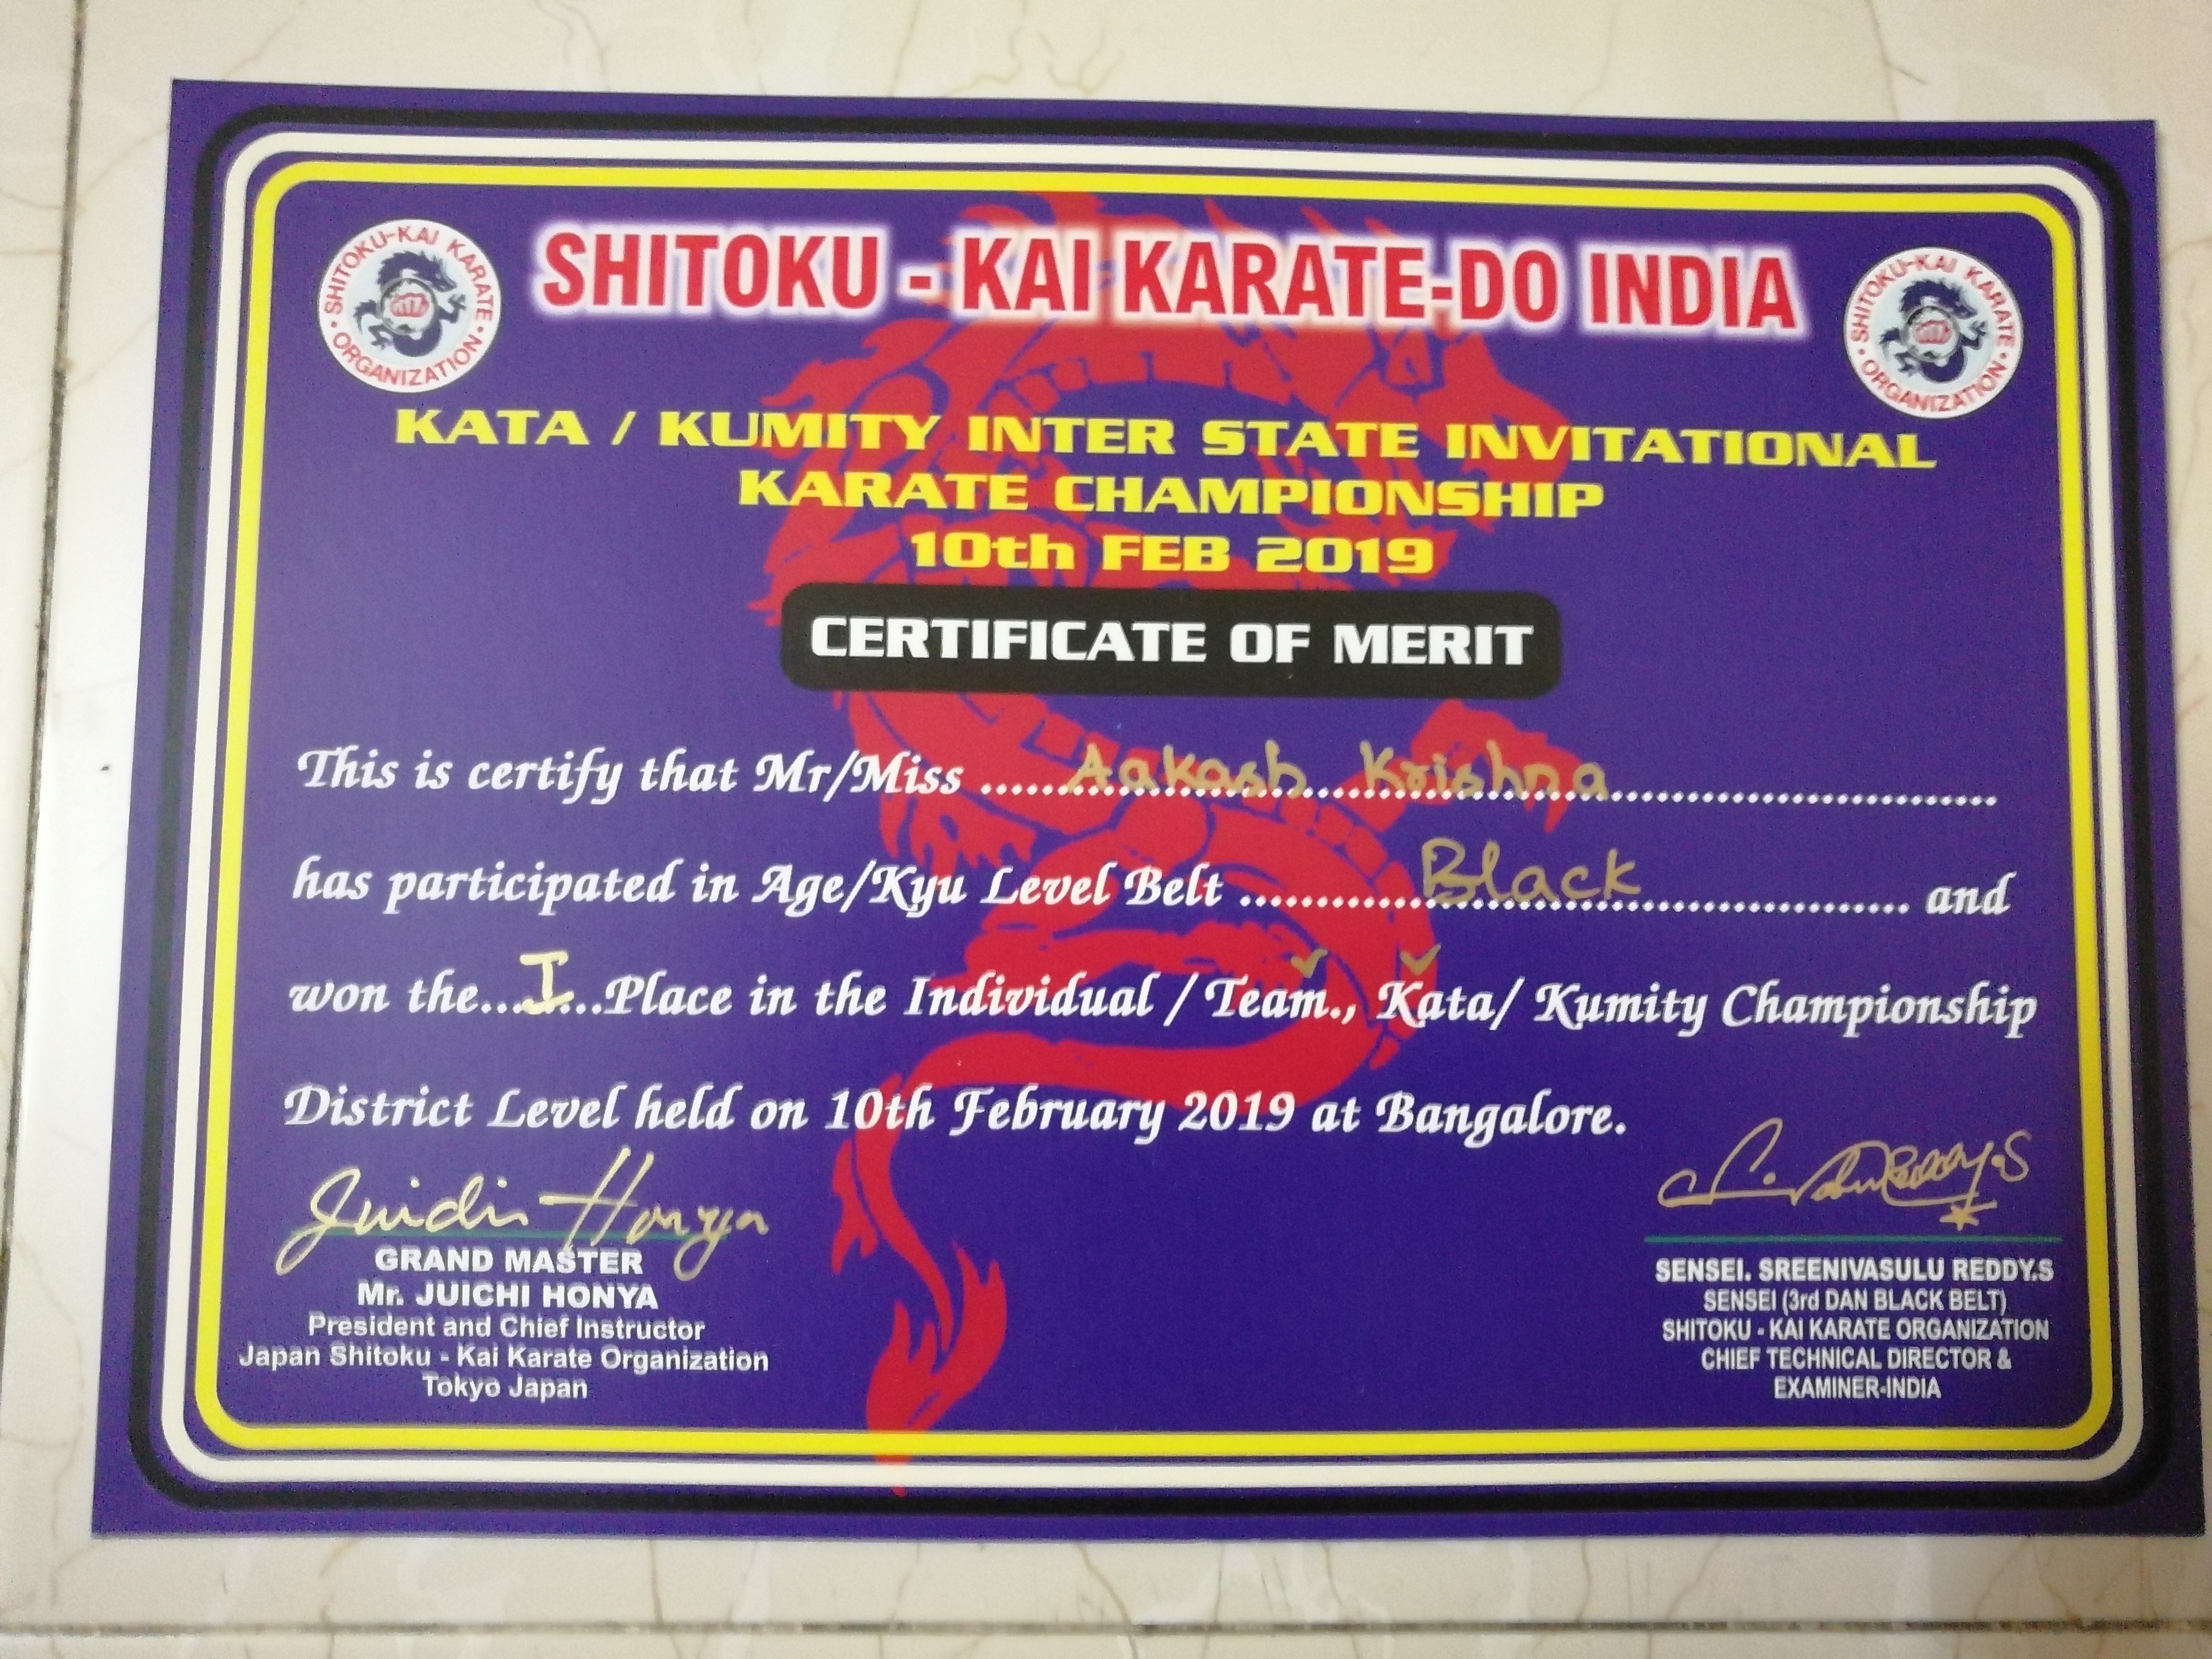 SHITOKU-KAI KARATE • ORGANIZATION •
SHITOKU - KAI KARATE-DO INDIA
SHITOKU-KAI KARATE • ORGANIZATION •
KATA / KUMITY INTER STATE INVITATIONAL
KARATE CHAMPIONSHIP
10th FEB 2019
CERTIFICATE OF MERIT
This is certify that Mr/Miss ...... Aakash Krishna ......
has participated in Age/Kyu Level Belt ...... Black ...... and
won the... I ...Place in the Individual / Team., Kata/ Kumity Championship
District Level held on 10th February 2019 at Bangalore.
Juichi Honya
GRAND MASTER
Mr. JUICHI HONYA
President and Chief Instructor
Japan Shitoku - Kai Karate Organization
Tokyo Japan
SENSEI. SREENIVASULU REDDY.S
SENSEI (3rd DAN BLACK BELT)
SHITOKU - KAI KARATE ORGANIZATION
CHIEF TECHNICAL DIRECTOR &
EXAMINER-INDIA